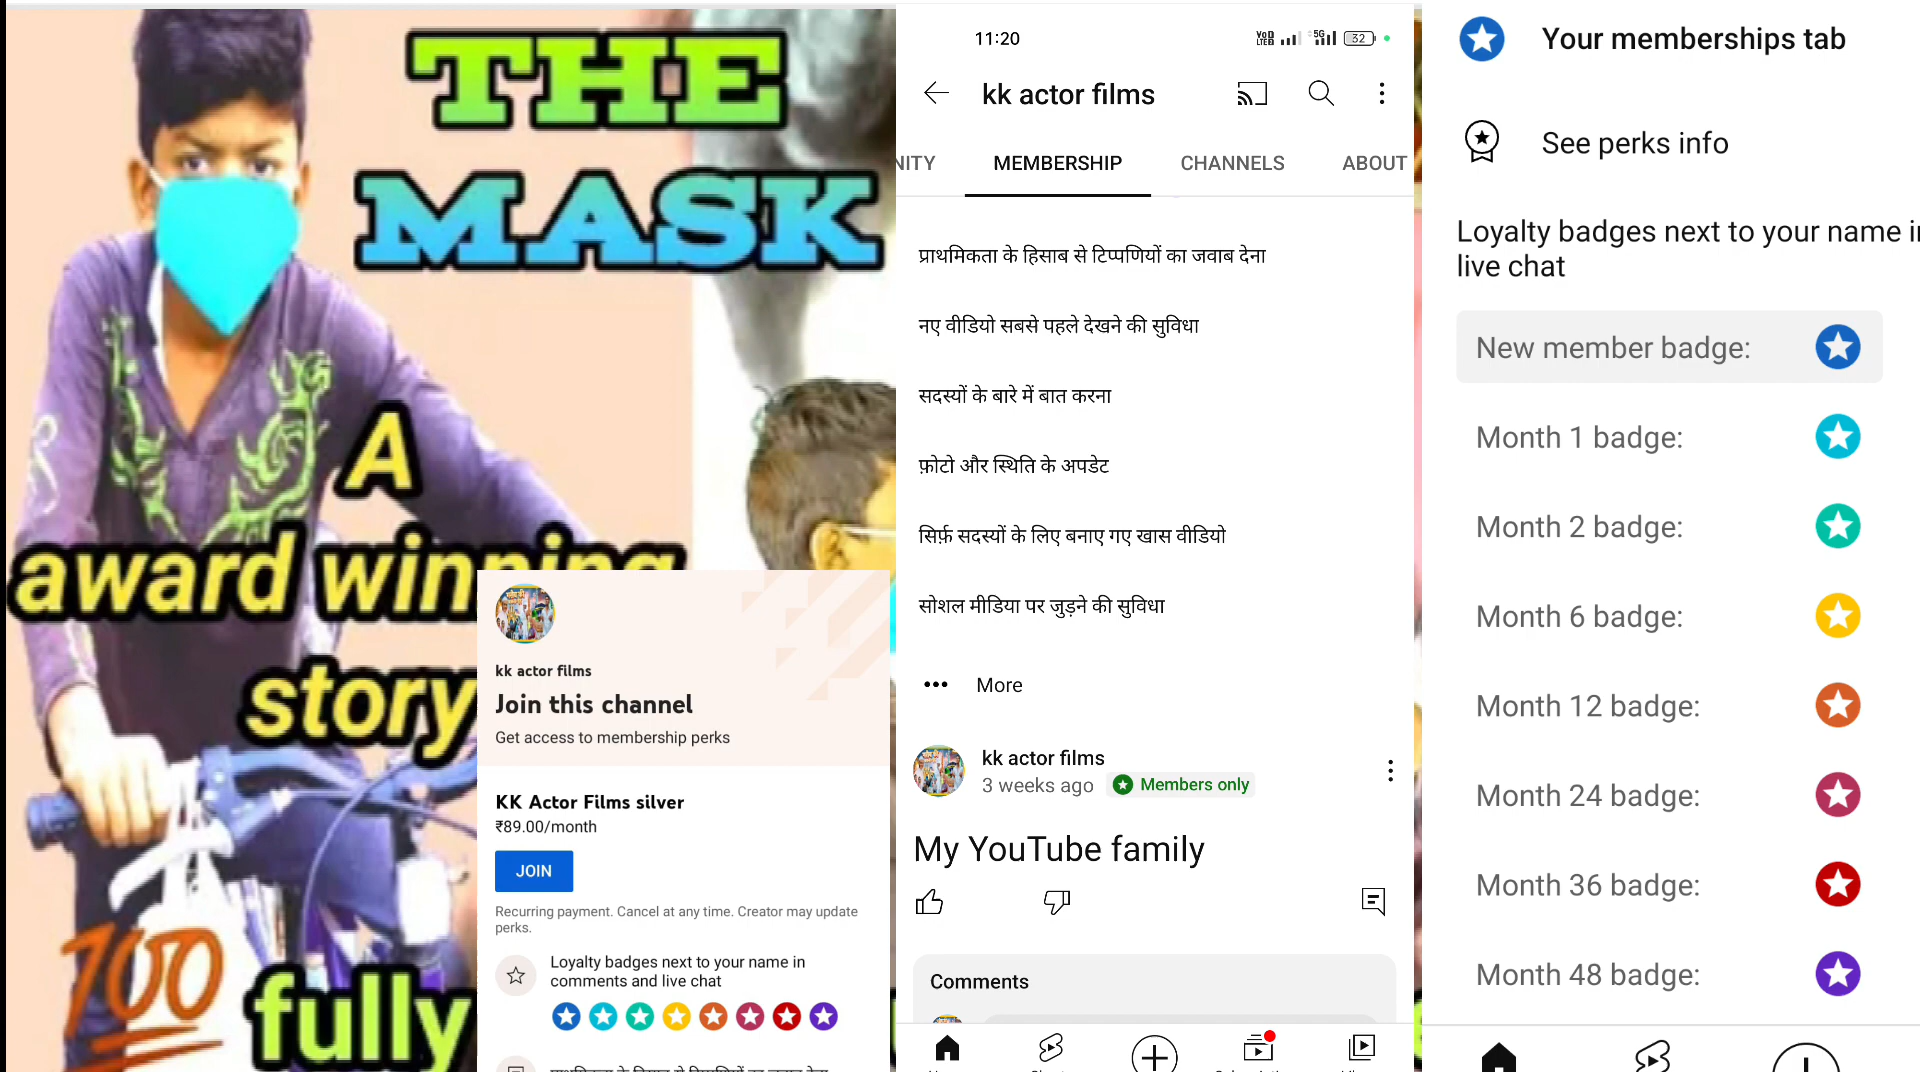 THE
MASK
A
award winning
story
100
fully
kk actor films
Join this channel
Get access to membership perks
KK Actor Films silver
₹89.00/month
JOIN
Recurring payment. Cancel at any time. Creator may update
perks.
Loyalty badges next to your name in
comments and live chat
11:20
VoD
LTE
5G
32
kk actor films
NITY
MEMBERSHIP
CHANNELS
ABOUT
प्राथमिकता के हिसाब से टिप्पणियों का जवाब देना
नए वीडियो सबसे पहले देखने की सुविधा
सदस्यों के बारे में बात करना
फ़ोटो और स्थिति के अपडेट
सिर्फ़ सदस्यों के लिए बनाए गए खास वीडियो
सोशल मीडिया पर जुड़ने की सुविधा
••• More
kk actor films
3 weeks ago Members only
My YouTube family
Comments
Your memberships tab
See perks info
Loyalty badges next to your name i
live chat
New member badge:
Month 1 badge:
Month 2 badge:
Month 6 badge:
Month 12 badge:
Month 24 badge:
Month 36 badge:
Month 48 badge: